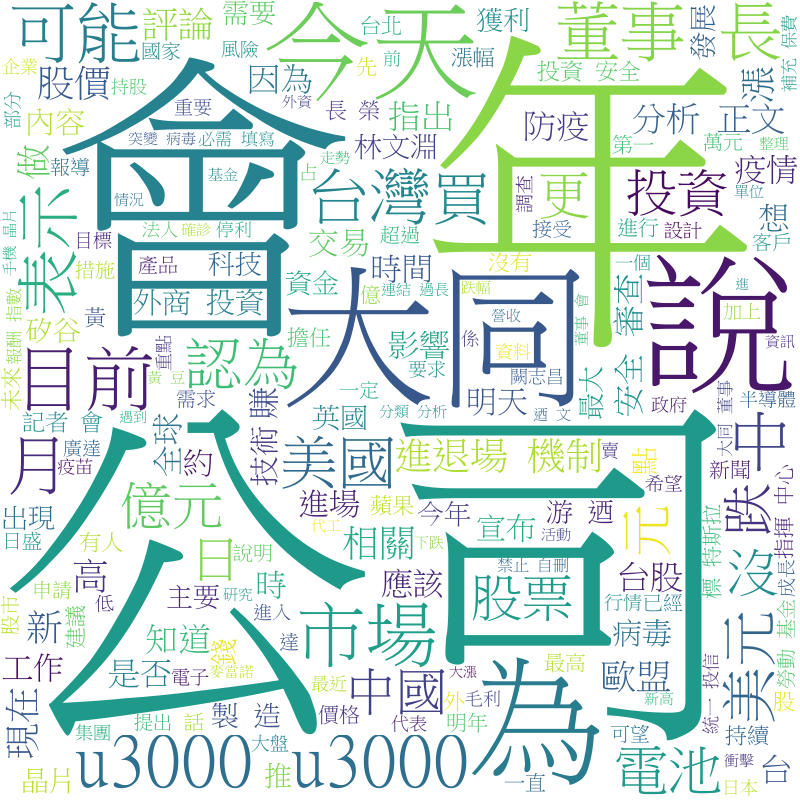 可能
評論
需要
台北
獲利
董事
長
發展
保費
補充
企業
國家
風險
前
今天
先
漲幅
投資 安全
部分
股價
持股
因為
會
年
漲
內容
重要
外資
長 榮
指出
防疫
分析
正文
第一
萬元
整理
做
突變
病毒
必需
填寫
林文淵
報導
走勢
占
台灣
買
更
投資
疫情
單位
表示
情況
基金
調查
手機
晶片
目標
法人
確診
停利
交易
超過
沒有
接受
進行
設計
想
客戶
措施
產品
科技
時間
大同
一個
說
進
指數
外商 投資
資金
億
連結
過長
跌幅
會
審查
加上
矽谷
黃
擔任
影響
係
營收
董事
資訊
報酬
重點
目前
認為
要求
資料
闕志昌
最大
安全
中
未來
黃 豆
需求
一定
明天
政府
董事
半導體
記者 會
遇到
賺
英國
分類 分析
迺 文
大同
全球
技術
美國
進退場 機制
賣
點
新聞
中心
廣達
疫苗
月
約
希望
跌
特斯拉
億元
進場
蘋果
今年
宣布
游 迺
元
標
指揮
出現
公司
代工
下跌
活動
日盛
有人
日
說明
相關
禁止 自刪
台股
沒
成長
股市
申請
高
時
應該
股票
行情
已經
建議
低
主要
研究
進入
市場
病毒
基金
新
知道
達
錢
為
勞動
工作
是否
電子
麥當諾
大漲
最高
歐盟
美元
投信
統一
最近
中國
外
毛利
新高
現在
提出
話
製 造
價格
代表
明年
可望
持續
集團
大盤
u3000
u3000
電池
台
晶片
推
一直
衝擊
日本